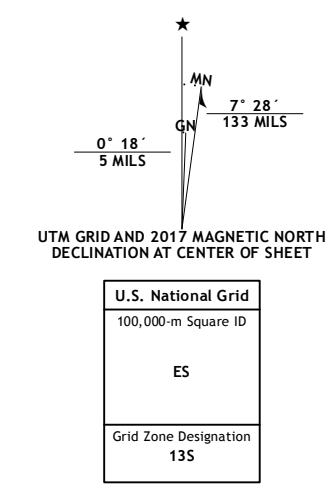 ★
MN
GN
7° 28´
133 MILS
0° 18´
5 MILS
UTM GRID AND 2017 MAGNETIC NORTH
DECLINATION AT CENTER OF SHEET
U.S. National Grid
100,000-m Square ID
ES
Grid Zone Designation
13S